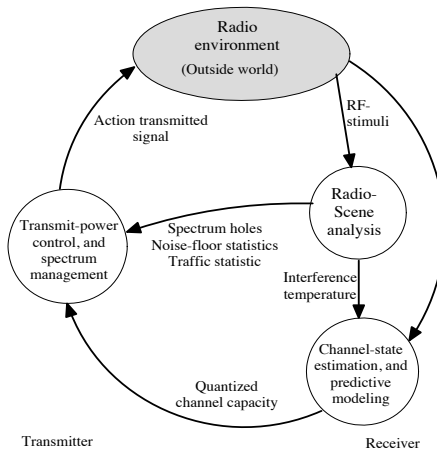 Radio
environment
(Outside world)
Action transmitted
signal
RF-
stimuli
Radio-
Scene
analysis
Transmit-power
control, and
spectrum
management
Spectrum holes
Noise-floor statistics
Traffic statistic
Interference
temperature
Channel-state
estimation, and
predictive
modeling
Quantized
channel capacity
Transmitter
Receiver